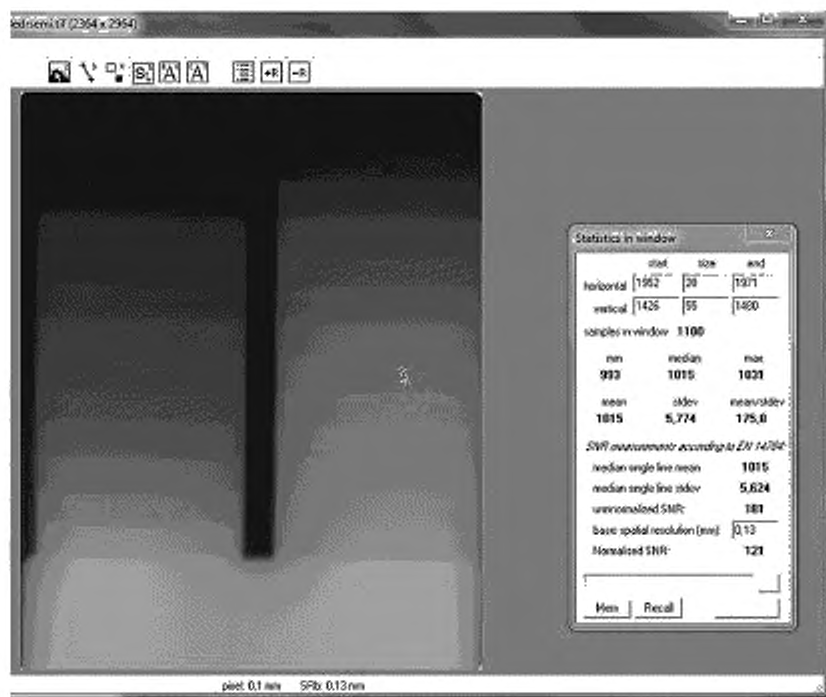 (2364 x 2964)
S A A +R -R
Statistics in window
start size end
horizontal 1952 20 1971
vertical 1426 55 1480
samples in window 1100
min median max
993 1015 1031
mean stdev mean/stdev
1015 5,774 175,8
SNR measurements according to EN 14784:
median single line mean 1015
median single line stdev 5,624
unnormalized SNR: 181
basic spatial resolution (mm): 0,13
Normalised SNR: 121
Mem Recall
pixel: 0,1 mm SRb: 0,13 mm